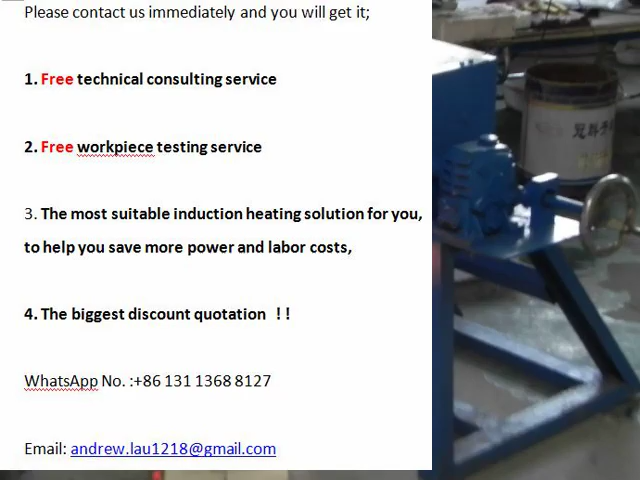 Please contact us immediately and you will get it;
1. Free technical consulting service
2. Free workpiece testing service
3. The most suitable induction heating solution for you,
to help you save more power and labor costs,
4. The biggest discount quotation ！！
WhatsApp No. :+86 131 1368 8127
Email: andrew.lau1218@gmail.com